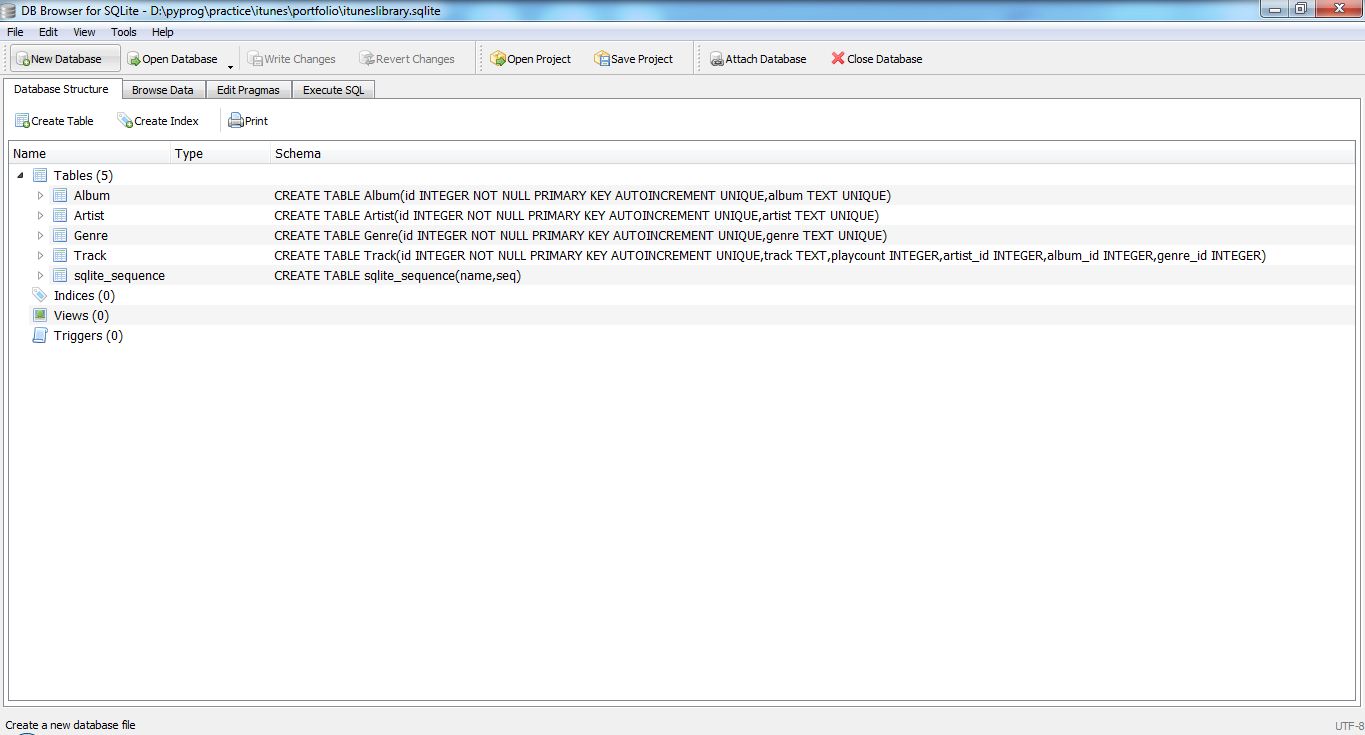 DB Browser for SQLite - D:\pyprog\practice\itunes\portfolio\ituneslibrary.sqlite
File Edit View Tools Help
New Database Open Database Write Changes Revert Changes Open Project Save Project Attach Database Close Database
Database Structure Browse Data Edit Pragmas Execute SQL
Create Table Create Index Print
Name Type Schema
Tables (5)
Album CREATE TABLE Album(id INTEGER NOT NULL PRIMARY KEY AUTOINCREMENT UNIQUE,album TEXT UNIQUE)
Artist CREATE TABLE Artist(id INTEGER NOT NULL PRIMARY KEY AUTOINCREMENT UNIQUE,artist TEXT UNIQUE)
Genre CREATE TABLE Genre(id INTEGER NOT NULL PRIMARY KEY AUTOINCREMENT UNIQUE,genre TEXT UNIQUE)
Track CREATE TABLE Track(id INTEGER NOT NULL PRIMARY KEY AUTOINCREMENT UNIQUE,track TEXT,playcount INTEGER,artist_id INTEGER,album_id INTEGER,genre_id INTEGER)
sqlite_sequence CREATE TABLE sqlite_sequence(name,seq)
Indices (0)
Views (0)
Triggers (0)
Create a new database file UTF-8